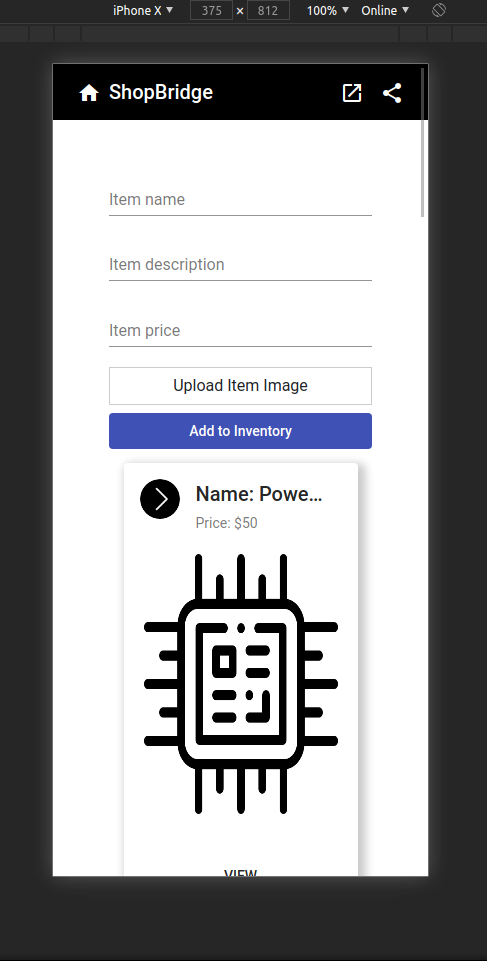 iPhone X 375 × 812 100% Online
ShopBridge
Item name
Item description
Item price
Upload Item Image
Add to Inventory
Name: Powe...
Price: $50
VIEW